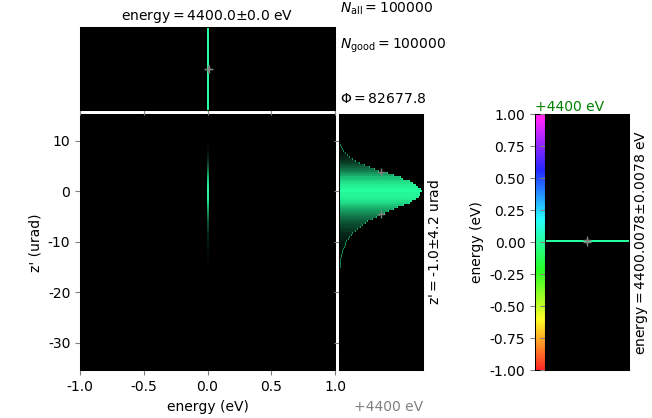 energy = 4400.0±0.0 eV
N_all = 100000
N_good = 100000
Φ = 82677.8
+4400 eV
z' (urad)
10
0
-10
-20
-30
-1.0 -0.5 0.0 0.5 1.0
energy (eV)
+4400 eV
z' = -1.0±4.2 urad
energy (eV)
1.00
0.75
0.50
0.25
0.00
-0.25
-0.50
-0.75
-1.00
energy = 4400.0078±0.0078 eV